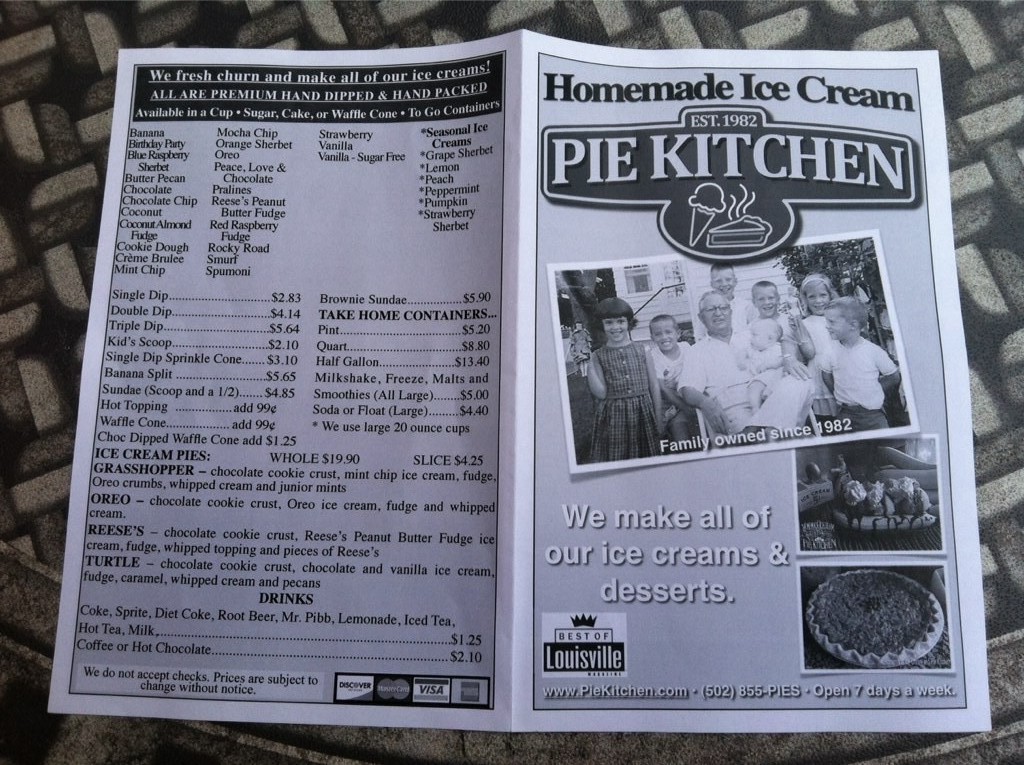 We fresh churn and make all of our ice creams!
ALL ARE PREMIUM HAND DIPPED & HAND PACKED
Available in a Cup • Sugar, Cake, or Waffle Cone • To Go Containers
Banana
Birthday Party
Blue Raspberry
Sherbet
Butter Pecan
Chocolate
Chocolate Chip
Coconut
Coconut Almond
Fudge
Cookie Dough
Crème Brulee
Mint Chip
Mocha Chip
Orange Sherbet
Oreo
Peace, Love &
Chocolate
Pralines
Reese's Peanut
Butter Fudge
Red Raspberry
Fudge
Rocky Road
Smurf
Spumoni
Strawberry
Vanilla
Vanilla - Sugar Free
*Seasonal Ice
Creams
*Grape Sherbet
*Lemon
*Peach
*Peppermint
*Pumpkin
*Strawberry
Sherbet
Single Dip..............................$2.83
Double Dip............................$4.14
Triple Dip..............................$5.64
Kid's Scoop...........................$2.10
Single Dip Sprinkle Cone......$3.10
Banana Split .........................$5.65
Sundae (Scoop and a 1/2)......$4.85
Hot Topping .....................add 99¢
Waffle Cone.......................add 99¢
Choc Dipped Waffle Cone add $1.25
Brownie Sundae..............$5.90
TAKE HOME CONTAINERS...
Pint...................................$5.20
Quart................................$8.80
Half Gallon.....................$13.40
Milkshake, Freeze, Malts and
Smoothies (All Large)......$5.00
Soda or Float (Large)........$4.40
* We use large 20 ounce cups
ICE CREAM PIES: WHOLE $19.90 SLICE $4.25
GRASSHOPPER – chocolate cookie crust, mint chip ice cream, fudge,
Oreo crumbs, whipped cream and junior mints
OREO – chocolate cookie crust, Oreo ice cream, fudge and whipped
cream.
REESE'S – chocolate cookie crust, Reese's Peanut Butter Fudge ice
cream, fudge, whipped topping and pieces of Reese's
TURTLE – chocolate cookie crust, chocolate and vanilla ice cream,
fudge, caramel, whipped cream and pecans
DRINKS
Coke, Sprite, Diet Coke, Root Beer, Mr. Pibb, Lemonade, Iced Tea,
Hot Tea, Milk..................................................................$1.25
Coffee or Hot Chocolate.....................................................$2.10
We do not accept checks. Prices are subject to
change without notice.
DISCOVER
MasterCard
VISA
Homemade Ice Cream
EST. 1982
PIE KITCHEN
Family owned since 1982
We make all of
our ice creams &
desserts.
BEST OF
Louisville
MAGAZINE
www.PieKitchen.com • (502) 855-PIES • Open 7 days a week.